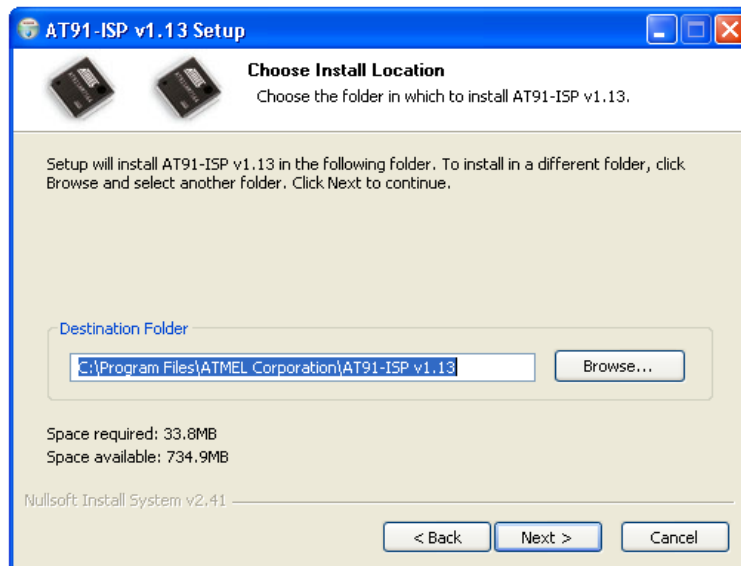 AT91-ISP v1.13 Setup
Choose Install Location
Choose the folder in which to install AT91-ISP v1.13.
Setup will install AT91-ISP v1.13 in the following folder. To install in a different folder, click
Browse and select another folder. Click Next to continue.
Destination Folder
C:\Program Files\ATMEL Corporation\AT91-ISP v1.13
Browse...
Space required: 33.8MB
Space available: 734.9MB
Nullsoft Install System v2.41
< Back
Next >
Cancel